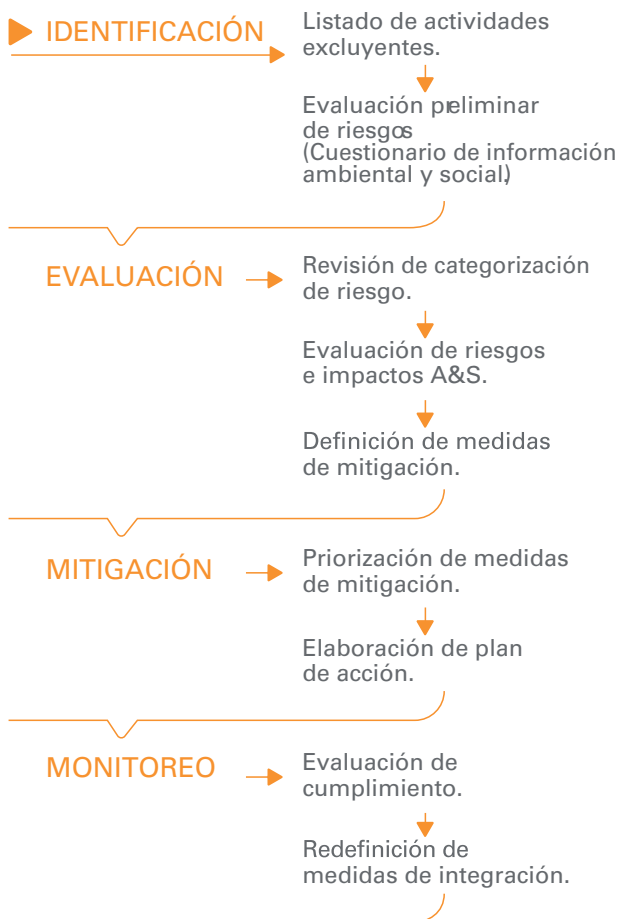 IDENTIFICACIÓN
Listado de actividades
excluyentes.
Evaluación preliminar
de riesgos
(Cuestionario de información
ambiental y social,)
EVALUACIÓN
Revisión de categorización
de riesgo.
Evaluación de riesgos
e impactos A&S.
Definición de medidas
de mitigación.
MITIGACIÓN
Priorización de medidas
de mitigación.
Elaboración de plan
de acción.
MONITOREO
Evaluación de
cumplimiento.
Redefinición de
medidas de integración.